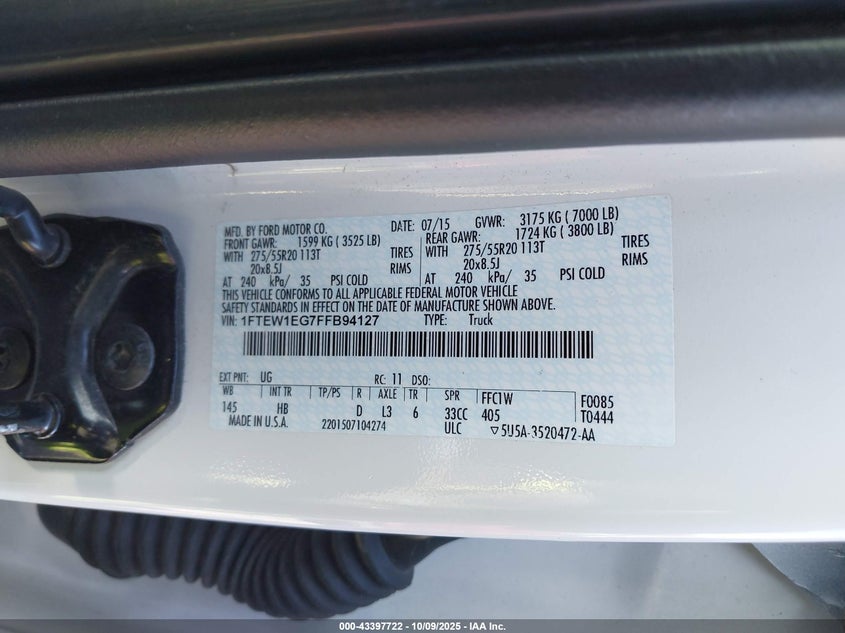 MFD. BY FORD MOTOR CO. DATE: 07/15 GVWR: 3175 KG ( 7000 LB)
FRONT GAWR: 1599 KG ( 3525 LB) REAR GAWR: 1724 KG ( 3800 LB)
WITH 275/55R20 113T TIRES WITH 275/55R20 113T TIRES
20x8.5J RIMS 20x8.5J RIMS
AT 240 kPa/ 35 PSI COLD AT 240 kPa/ 35 PSI COLD
THIS VEHICLE CONFORMS TO ALL APPLICABLE FEDERAL MOTOR VEHICLE
SAFETY STANDARDS IN EFFECT ON THE DATE OF MANUFACTURE SHOWN ABOVE.
VIN: 1FTEW1EG7FFB94127 TYPE: Truck
EXT PNT: UG RC: 11 DSO:
WB INT TR TP/PS R AXLE TR SPR FFC1W F0085
145 HB D L3 6 33CC 405 T0444
MADE IN U.S.A. 2201507104274 ULC ▽5U5A-3520472-AA
000-43397722 - 10/09/2025 - IAA Inc.